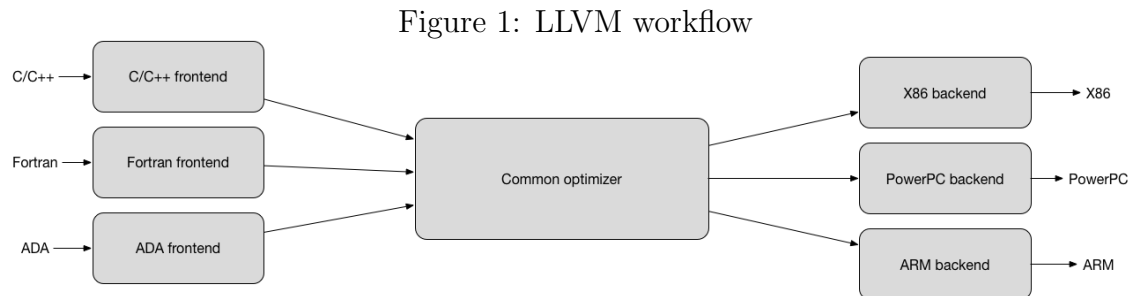 Figure 1: LLVM workflow
C/C++
C/C++ frontend
Fortran
Fortran frontend
ADA
ADA frontend
Common optimizer
X86 backend
X86
PowerPC backend
PowerPC
ARM backend
ARM